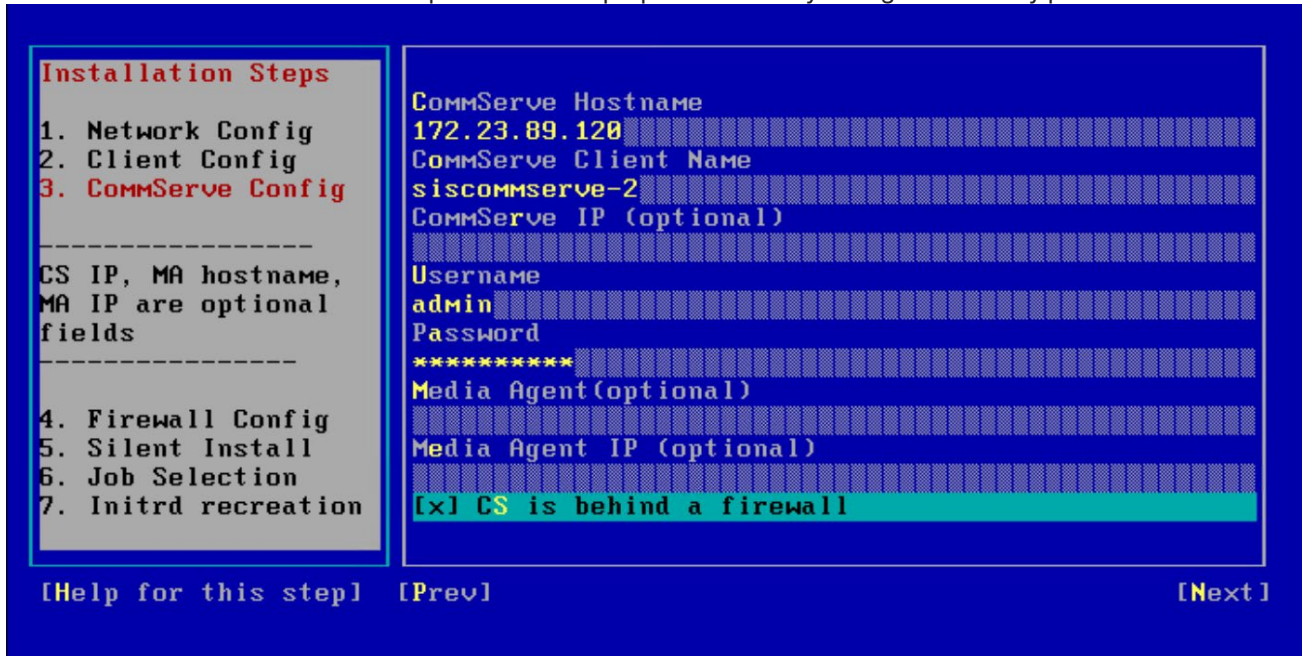 Installation Steps
1. Network Config
2. Client Config
3. CommServe Config
-----------------
CS IP, MA hostname,
MA IP are optional
fields
----------------
4. Firewall Config
5. Silent Install
6. Job Selection
7. Initrd recreation
CommServe Hostname
172.23.89.120
CommServe Client Name
siscommserve-2
CommServe IP (optional)
Username
admin
Password
**********
Media Agent(optional)
Media Agent IP (optional)
[x] CS is behind a firewall
[Help for this step] [Prev] [Next]